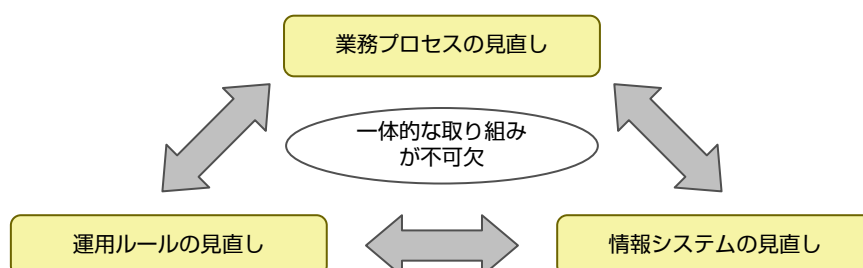 業務プロセスの見直し
一体的な取り組み
が不可欠
運用ルールの見直し
情報システムの見直し